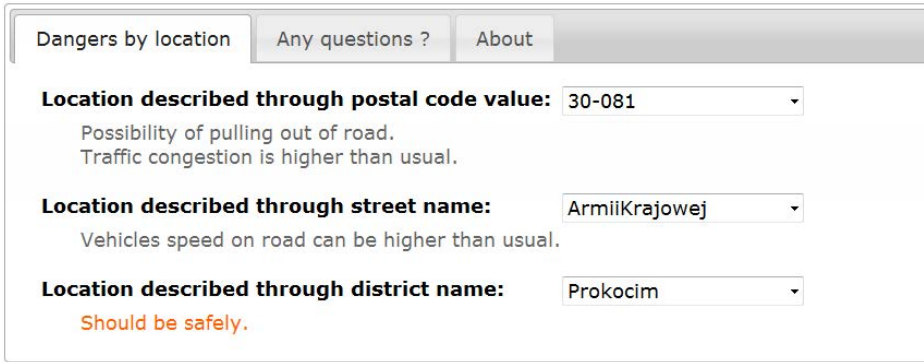 Dangers by location Any questions ? About
Location described through postal code value: 30-081
Possibility of pulling out of road.
Traffic congestion is higher than usual.
Location described through street name: ArmiiKrajowej
Vehicles speed on road can be higher than usual.
Location described through district name: Prokocim
Should be safely.